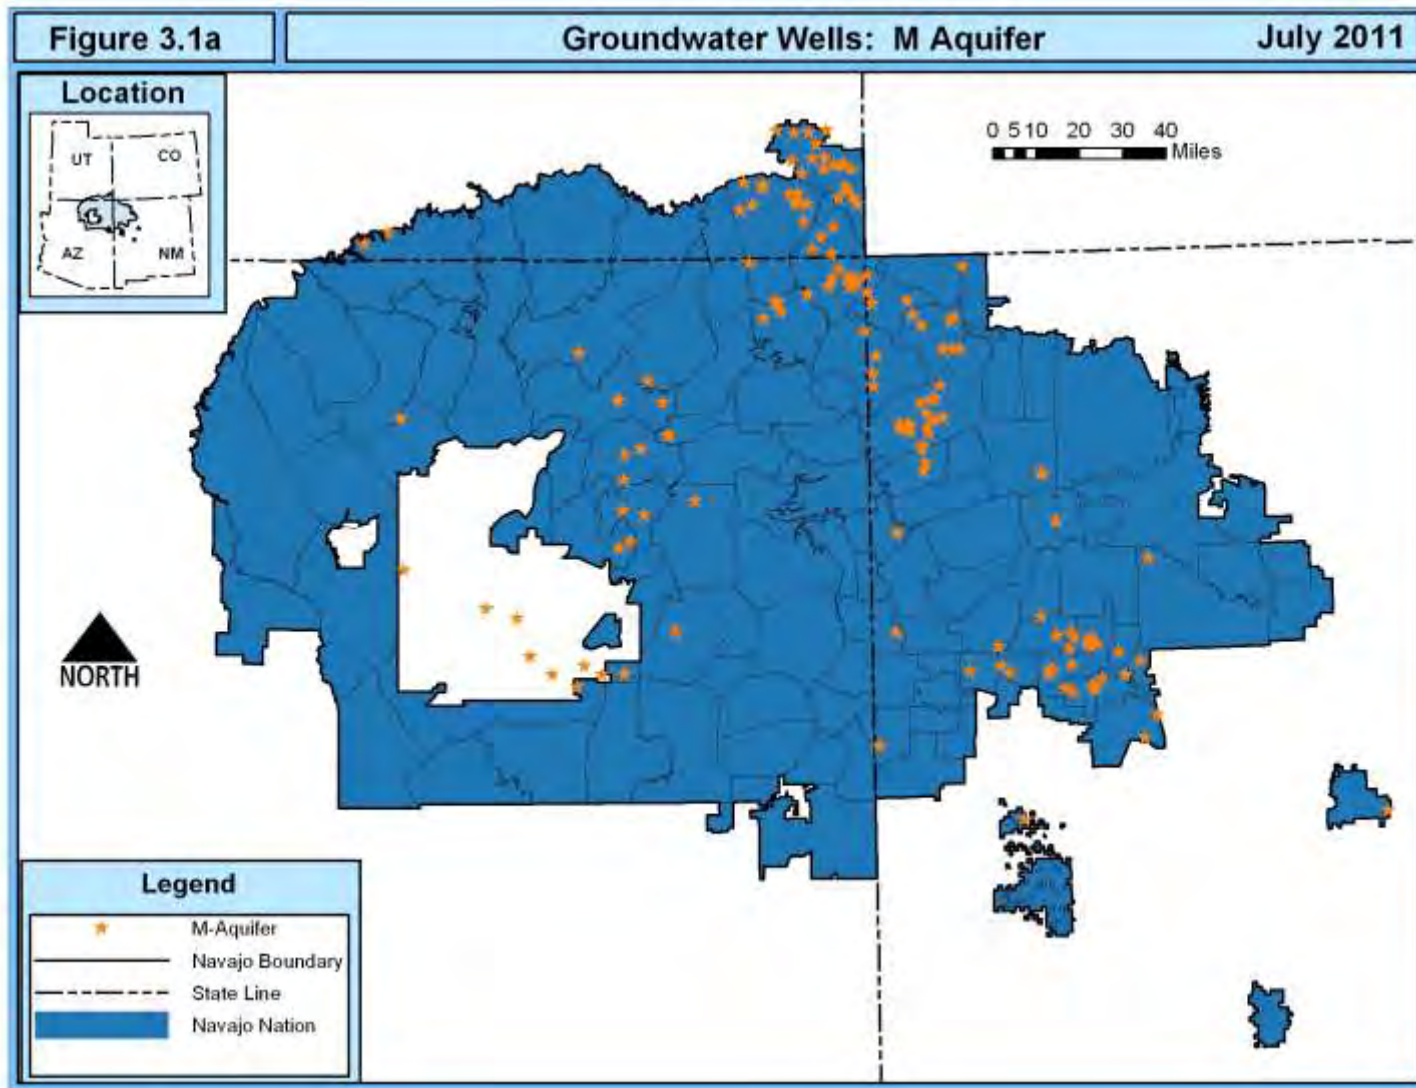 Figure 3.1a
Groundwater Wells: M Aquifer
July 2011
Location
UT
CO
AZ
NM
0 5 10 20 30 40
Miles
NORTH
Legend
M-Aquifer
Navajo Boundary
State Line
Navajo Nation